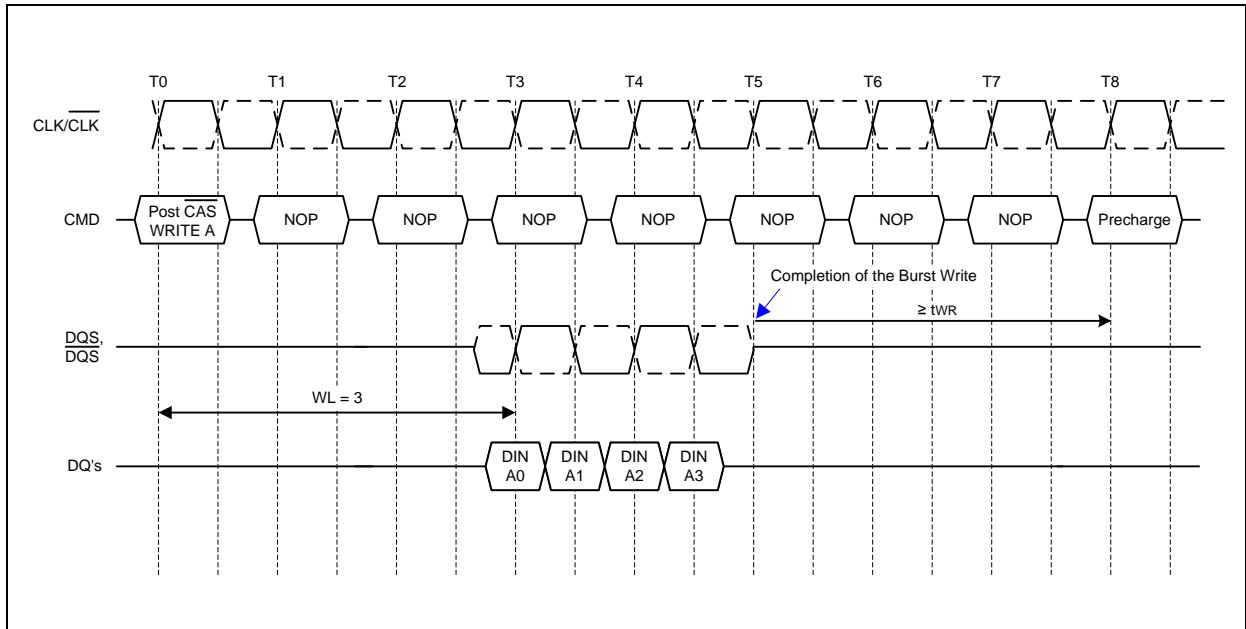 T0 T1 T2 T3 T4 T5 T6 T7 T8
CLK/CLK
CMD
Post CAS
WRITE A
NOP NOP NOP NOP NOP NOP NOP Precharge
Completion of the Burst Write
≥ tWR
DQS,
DQS
WL = 3
DQ's
DIN DIN DIN DIN
A0 A1 A2 A3